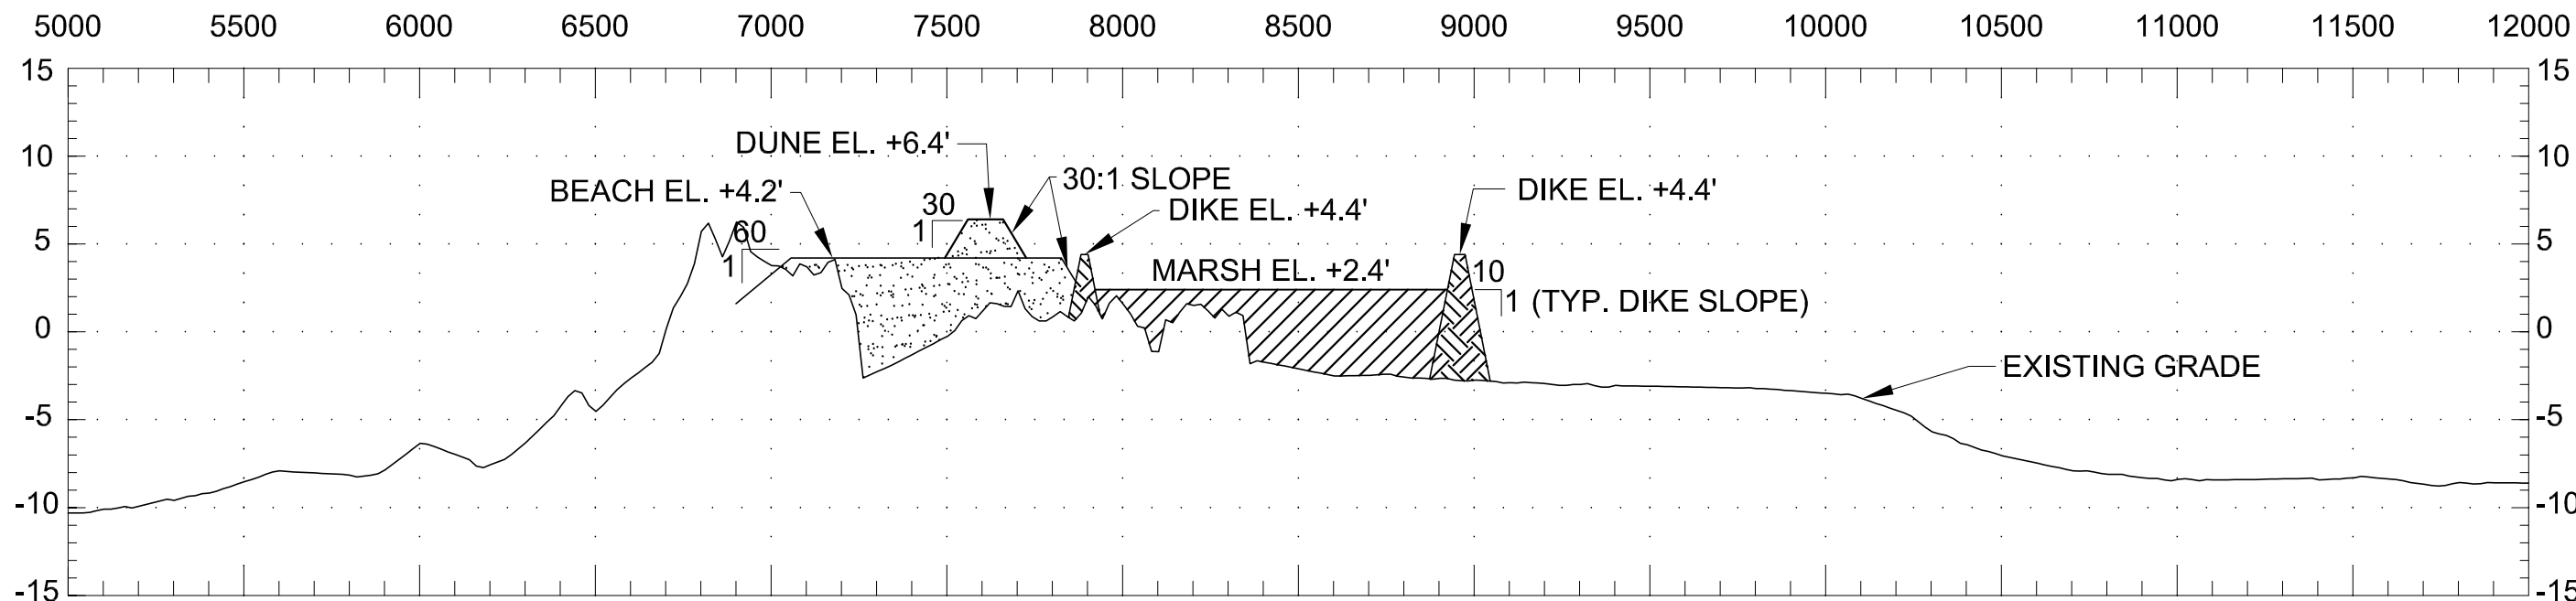 5000 5500 6000 6500 7000 7500 8000 8500 9000 9500 10000 10500 11000 11500 12000
15 15
10 10
5 5
0 0
-5 -5
-10 -10
-15 -15
DUNE EL. +6.4'
BEACH EL. +4.2'
30:1 SLOPE
DIKE EL. +4.4'
DIKE EL. +4.4'
30
1
60
1
MARSH EL. +2.4'
10
1 (TYP. DIKE SLOPE)
EXISTING GRADE